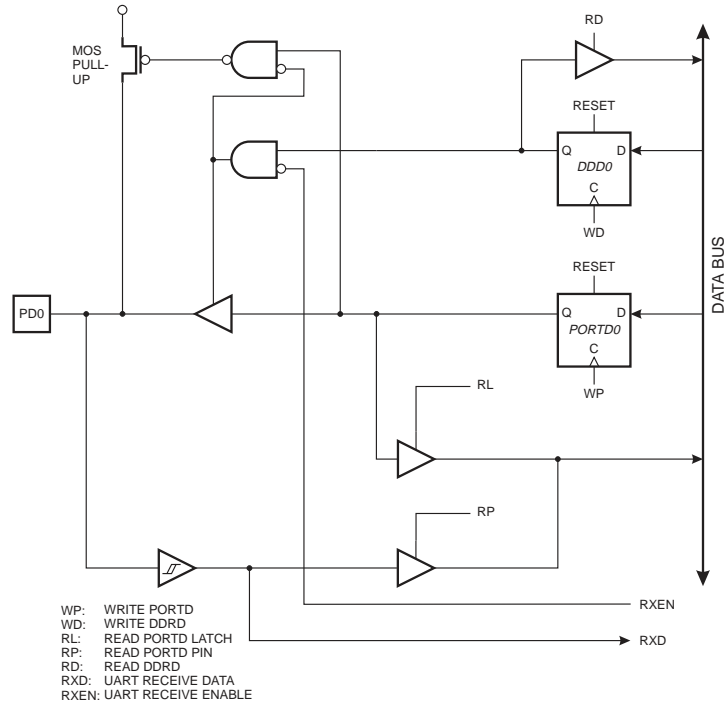 RD
MOS
PULL-
UP
RESET
Q
D
DDD0
C
WD
DATA BUS
RESET
PD0
Q
D
PORTD0
C
WP
RL
RP
RXEN
RXD
WP: WRITE PORTD
WD: WRITE DDRD
RL: READ PORTD LATCH
RP: READ PORTD PIN
RD: READ DDRD
RXD: UART RECEIVE DATA
RXEN: UART RECEIVE ENABLE